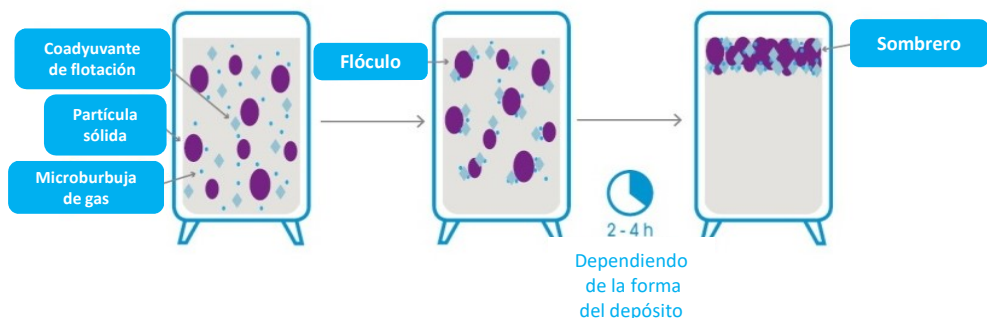 Coadyuvante
de flotación
Partícula
sólida
Microburbuja
de gas
Flóculo
2 - 4 h
Dependiendo
de la forma
del depósito
Sombrero